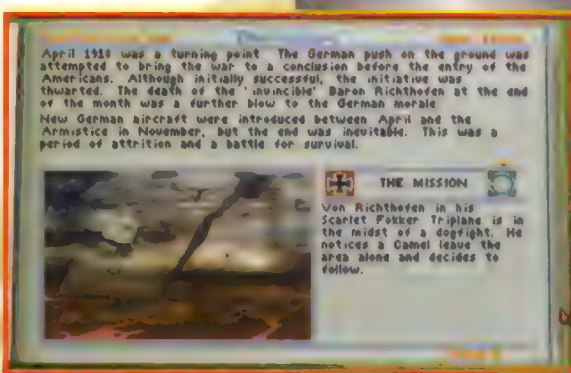 April 1918 was a turning point The German push on the ground was
attempted to bring the war to a conclusion before the entry of the
Americans. Although initially successful, the initiative was
thwarted. The death of the 'invincible' Baron Richthofen at the end
of the month was a further blow to the German morale
New German aircraft were introduced between April and the
Armistice in November, but the end was inevitable. This was a
period of attrition and a battle for survival.
THE MISSION
Von Richthofen in his
Scarlet Fokker Triplane is in
the midst of a dogfight. He
notices a Camel leave the
area alone and decides to
follow.